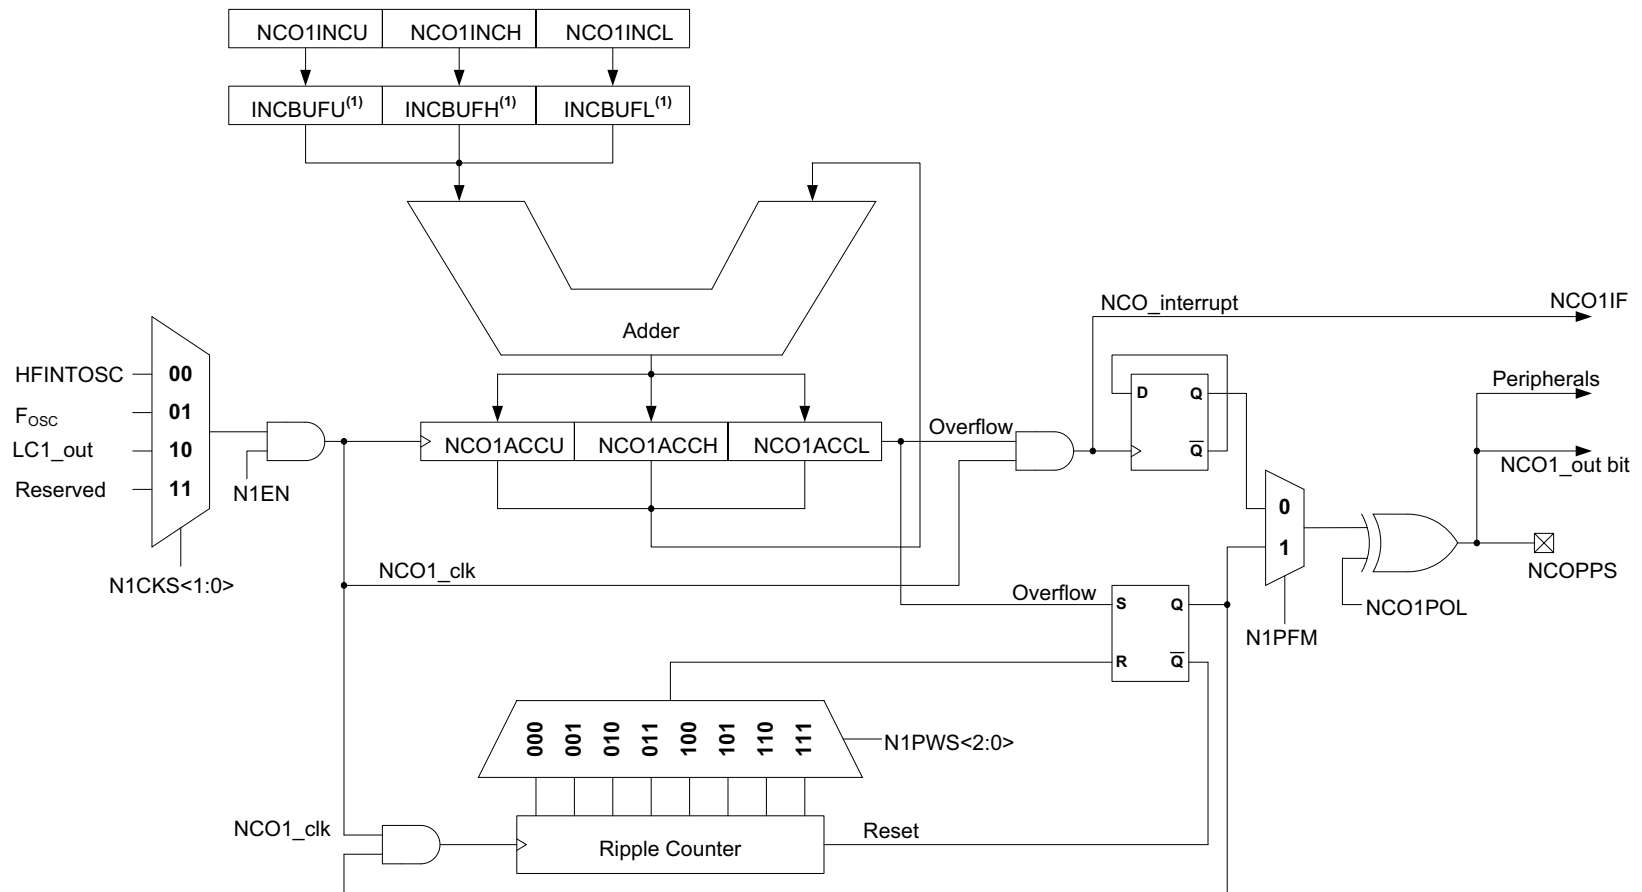 NCO1INCU NCO1INCH NCO1INCL
INCBUFU(1) INCBUFH(1) INCBUFL(1)
Adder
NCO_interrupt
NCO1IF
HFINTOSC
00
FOSC
01
LC1_out
10
Reserved
11
N1EN
N1CKS<1:0>
NCO1ACCU NCO1ACCH NCO1ACCL
Overflow
D Q
Q
Peripherals
NCO1_out bit
0
1
N1PFM
NCO1POL
NCOPPS
NCO1_clk
Overflow
S Q
R Q
000 001 010 011 100 101 110 111
N1PWS<2:0>
NCO1_clk
Ripple Counter
Reset